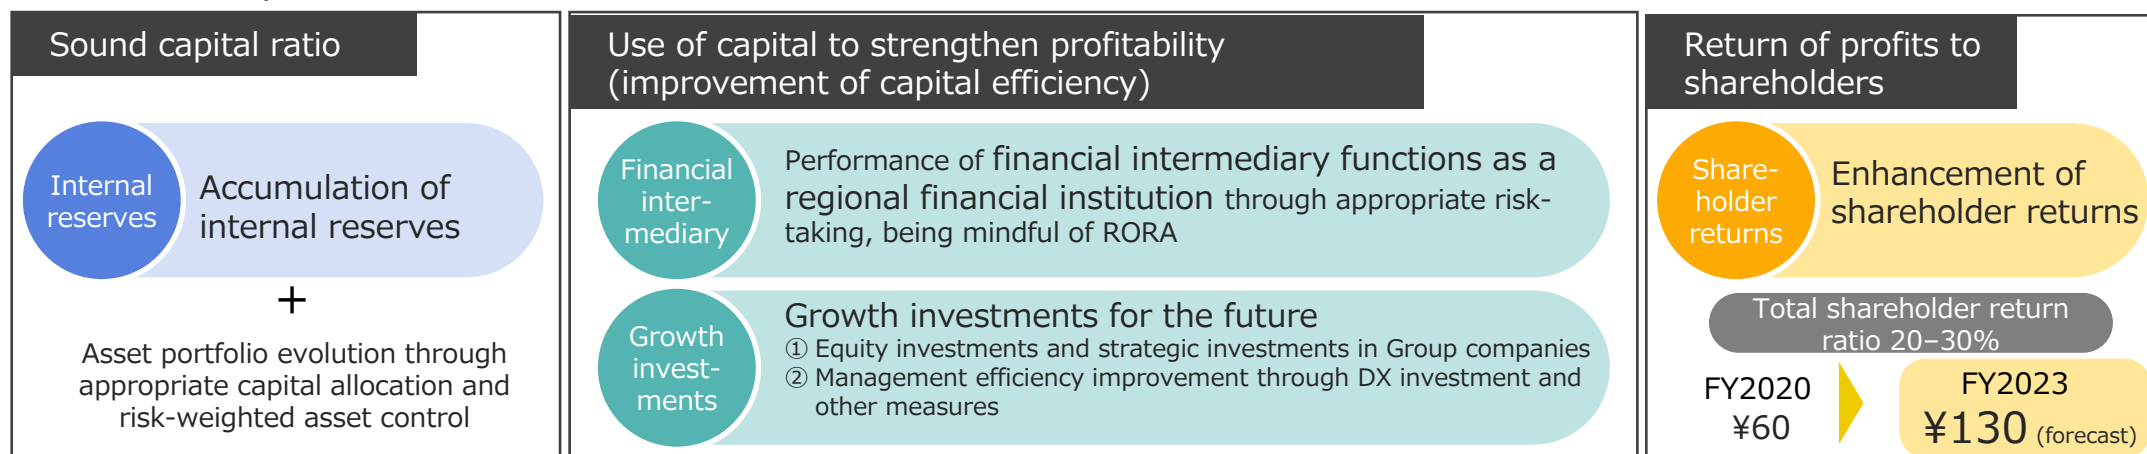 Sound capital ratio
Internal
reserves
Accumulation of
internal reserves
+
Asset portfolio evolution through
appropriate capital allocation and
risk-weighted asset control
Use of capital to strengthen profitability
(improvement of capital efficiency)
Financial
inter-
mediary
Performance of financial intermediary functions as a
regional financial institution through appropriate risk-
taking, being mindful of RORA
Growth
invest-
ments
Growth investments for the future
① Equity investments and strategic investments in Group companies
② Management efficiency improvement through DX investment and
other measures
Return of profits to
shareholders
Share-
holder
returns
Enhancement of
shareholder returns
Total shareholder return
ratio 20–30%
FY2020
¥60
FY2023
¥130 (forecast)